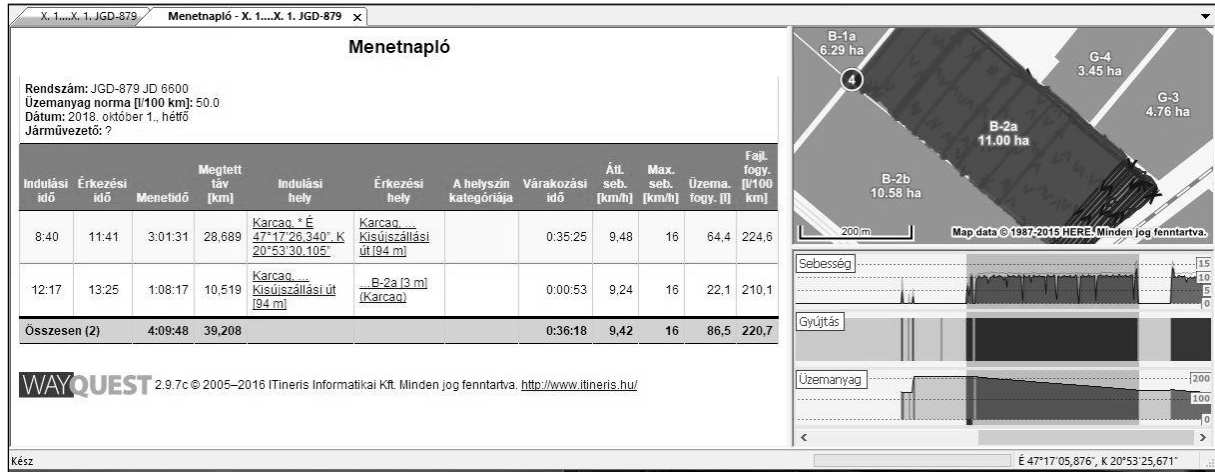 X. 1....X. 1. JGD-879
Menetnapló - X. 1....X. 1. JGD-879 x
Menetnapló
Rendszám: JGD-879 JD 6600
Üzemanyag norma [l/100 km]: 50.0
Dátum: 2018. október 1., hétfő
Járművezető: ?
Indulási idő Érkezési idő Menetidő Megtett táv [km] Indulási hely Érkezési hely A helyszín kategóriája Várakozási idő Átl. seb. [km/h] Max. seb. [km/h] Üzema. fogy. [l] Fajl. fogy. [l/100 km]
8:40 11:41 3:01:31 28,689 Karcag, * É 47°17'26,340", K 20°53'30,105" Karcag, ... Kisújszállási út [94 m] 0:35:25 9,48 16 64,4 224,6
12:17 13:25 1:08:17 10,519 Karcag, ... Kisújszállási út [94 m] ...B-2a [3 m] (Karcag) 0:00:53 9,24 16 22,1 210,1
Összesen (2) 4:09:48 39,208 0:36:18 9,42 16 86,5 220,7
WAYQUEST 2.9.7c © 2005–2016 ITineris Informatikai Kft. Minden jog fenntartva. http://www.itineris.hu/
B-1a
6.29 ha
4
G-4
3.45 ha
G-3
4.76 ha
B-2a
11.00 ha
B-2b
10.58 ha
200 m
Map data © 1987-2015 HERE. Minden jog fenntartva.
Sebesség
15
10
5
0
Gyújtás
Üzemanyag
200
100
0
Kész
É 47°17'05,876", K 20°53'25,671"